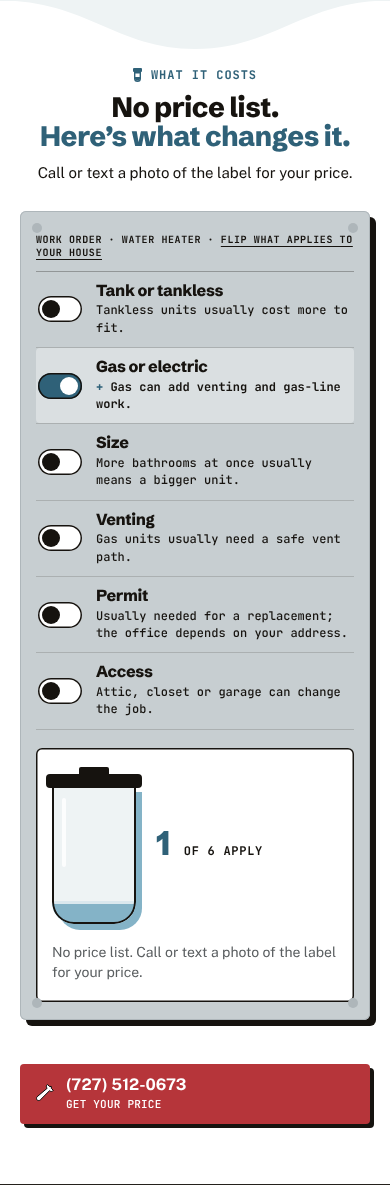 WHAT IT COSTS
No price list.
Here's what changes it.
Call or text a photo of the label for your price.
WORK ORDER · WATER HEATER · FLIP WHAT APPLIES TO
YOUR HOUSE
Tank or tankless
Tankless units usually cost more to
fit.
Gas or electric
+ Gas can add venting and gas-line
work.
Size
More bathrooms at once usually
means a bigger unit.
Venting
Gas units usually need a safe vent
path.
Permit
Usually needed for a replacement;
the office depends on your address.
Access
Attic, closet or garage can change
the job.
1 OF 6 APPLY
No price list. Call or text a photo of the label
for your price.
(727) 512-0673
GET YOUR PRICE